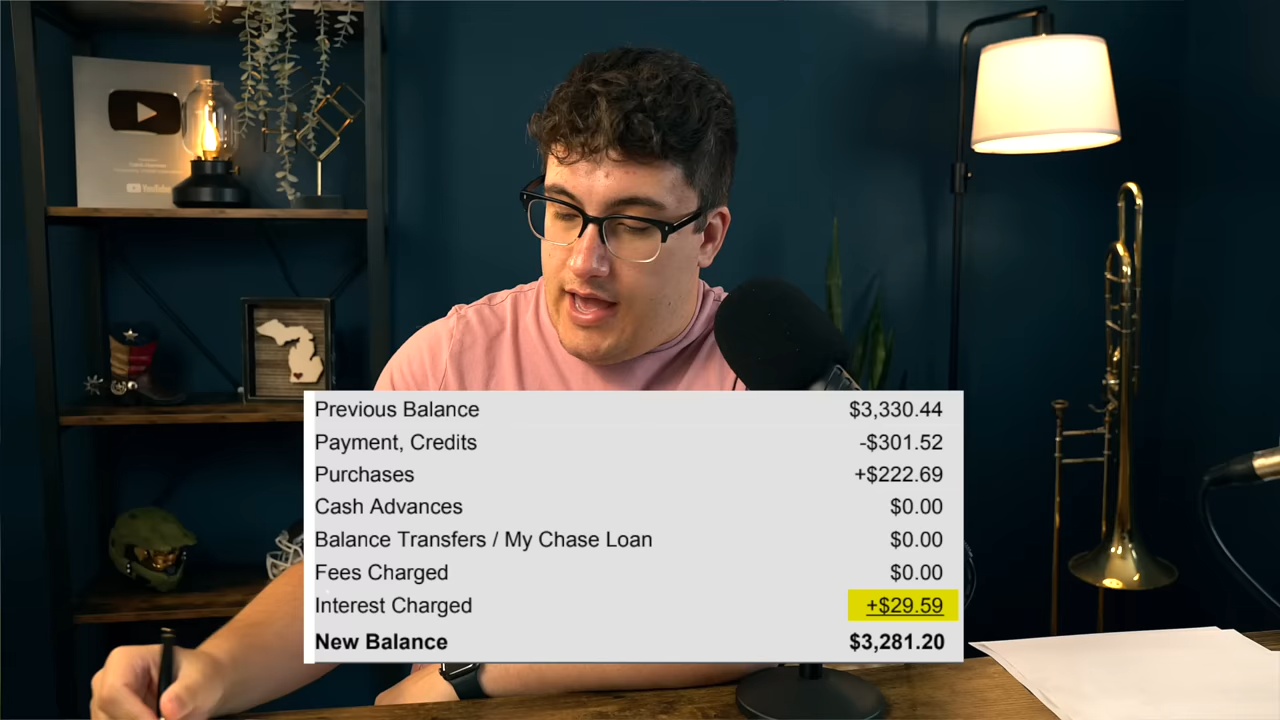 YouTube
Previous Balance $3,330.44
Payment, Credits -$301.52
Purchases +$222.69
Cash Advances $0.00
Balance Transfers / My Chase Loan $0.00
Fees Charged $0.00
Interest Charged +$29.59
New Balance $3,281.20